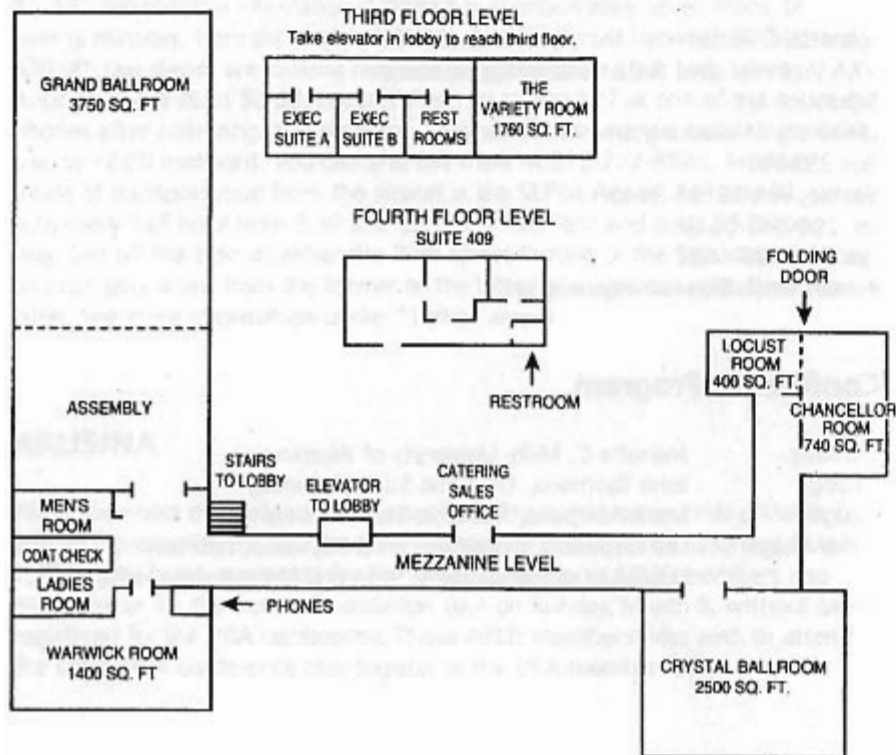 THIRD FLOOR LEVEL
Take elevator in lobby to reach third floor.
GRAND BALLROOM
3750 SQ. FT
EXEC
SUITE A
EXEC
SUITE B
REST
ROOMS
THE
VARIETY ROOM
1760 SQ. FT.
FOURTH FLOOR LEVEL
SUITE 409
RESTROOM
FOLDING
DOOR
LOCUST
ROOM
400 SQ. FT.
CHANCELLOR
ROOM
740 SQ. FT.
ASSEMBLY
STAIRS
TO LOBBY
ELEVATOR
TO LOBBY
CATERING
SALES
OFFICE
MEN'S
ROOM
COAT CHECK
LADIES
ROOM
MEZZANINE LEVEL
PHONES
WARWICK ROOM
1400 SQ. FT
CRYSTAL BALLROOM
2500 SQ. FT.